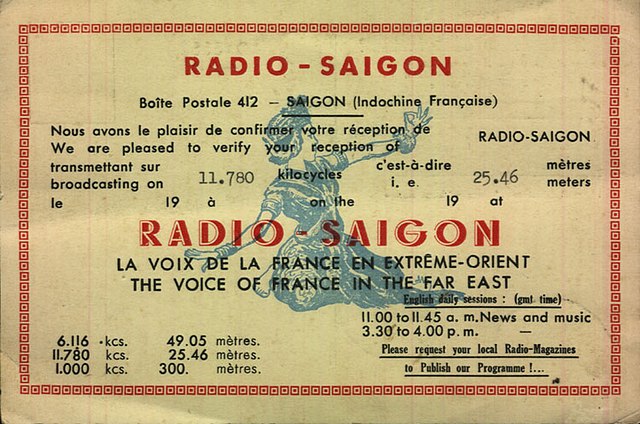 RADIO - SAIGON
Boîte Postale 412 — SAIGON (Indochine Française)
Nous avons le plaisir de confirmer votre réception de
We are pleased to verify your reception of RADIO-SAIGON
transmettant sur 11.780 kilocycles c'est-à-dire 25.46 mètres
broadcasting on i. e. meters
le 19 à on the 19 at
RADIO - SAIGON
LA VOIX DE LA FRANCE EN EXTRÊME-ORIENT
THE VOICE OF FRANCE IN THE FAR EAST
English daily sessions : (gmt time)
11.00 to 11.45 a. m. News and music
3.30 to 4.00 p. m. —
6.116 • kcs. 49.05 mètres.
11.780 kcs. 25.46 mètres.
1.000 kcs. 300. mètres.
Please request your local Radio-Magazines
to Publish our Programme !...